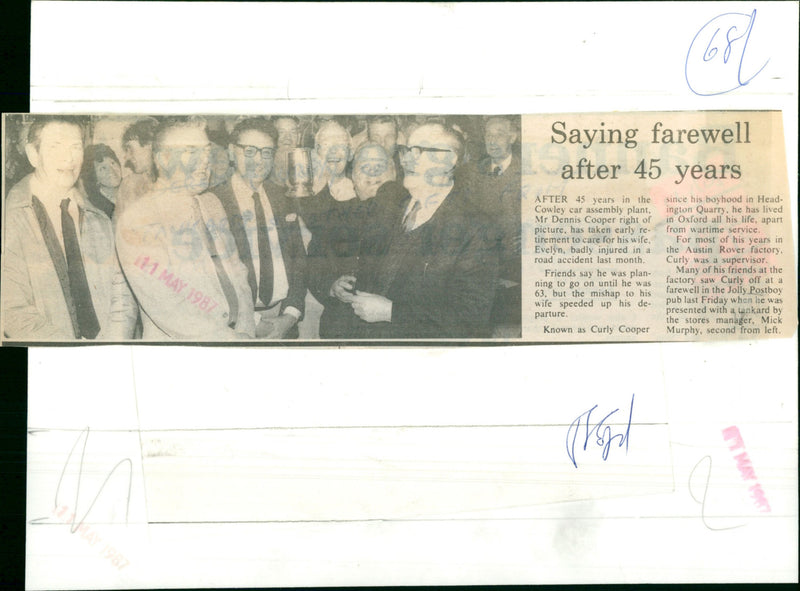 68
Saying farewell
after 45 years
AFTER 45 years in the
Cowley car assembly plant,
Mr Dennis Cooper right of
picture, has taken early re-
tirement to care for his wife,
Evelyn, badly injured in a
road accident last month.
Friends say he was plan-
ning to go on until he was
63, but the mishap to his
wife speeded up his de-
parture.
Known as Curly Cooper
since his boyhood in Head-
ington Quarry, he has lived
in Oxford all his life, apart
from wartime service.
For most of his years in
the Austin Rover factory,
Curly was a supervisor.
Many of his friends at the
factory saw Curly off at a
farewell in the Jolly Postboy
pub last Friday when he was
presented with a tankard by
the stores manager, Mick
Murphy, second from left.
11 MAY 1987
11 MAY 1987
11 MAY 1987